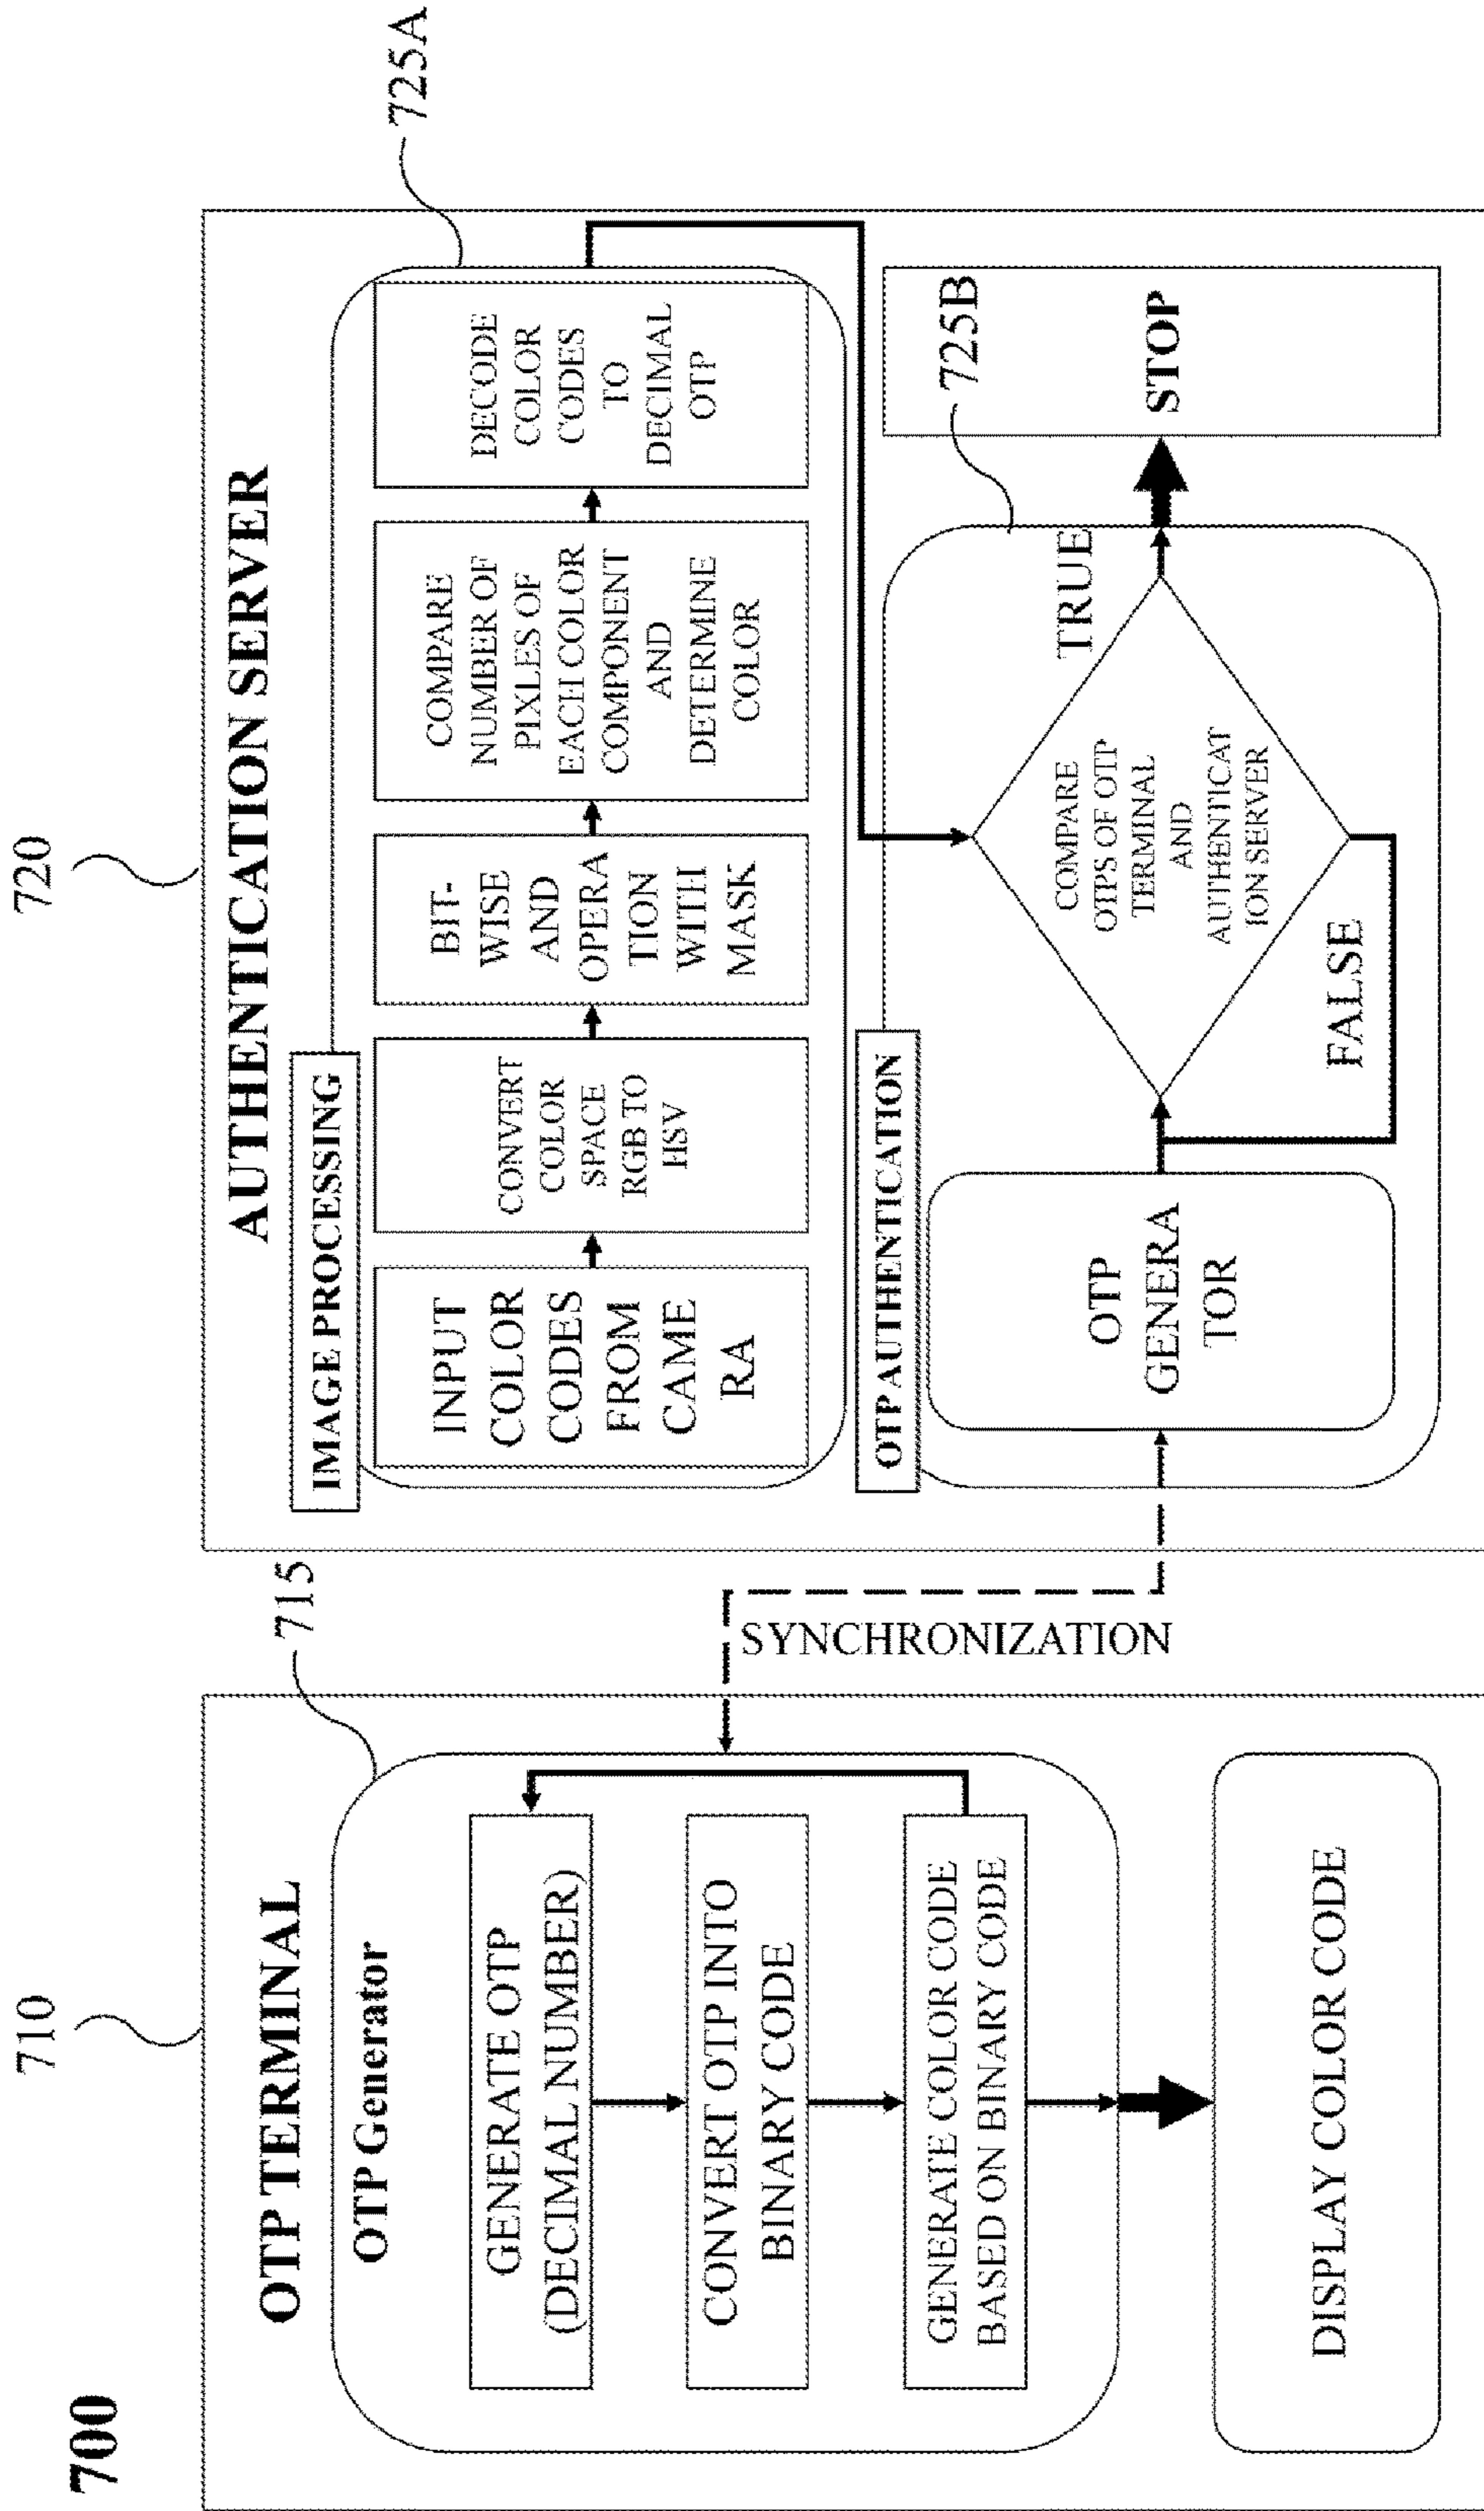 700
710
OTP TERMINAL
715
OTP Generator
GENERATE OTP
(DECIMAL NUMBER)
CONVERT OTP INTO
BINARY CODE
GENERATE COLOR CODE
BASED ON BINARY CODE
DISPLAY COLOR CODE
SYNCHRONIZATION
720
AUTHENTICATION SERVER
725A
IMAGE PROCESSING
INPUT
COLOR
CODES
FROM
CAME
RA
CONVERT
COLOR
SPACE
RGB TO
HSV
BIT-
WISE
AND
OPERA
TION
WITH
MASK
COMPARE
NUMBER OF
PIXLES OF
EACH COLOR
COMPONENT
AND
DETERMINE
COLOR
DECODE
COLOR
CODES
TO
DECIMAL
OTP
OTP AUTHENTICATION
725B
OTP
GENERA
TOR
COMPARE
OTPS OF OTP
TERMINAL
AND
AUTHENTICAT
ION SERVER
TRUE
FALSE
STOP